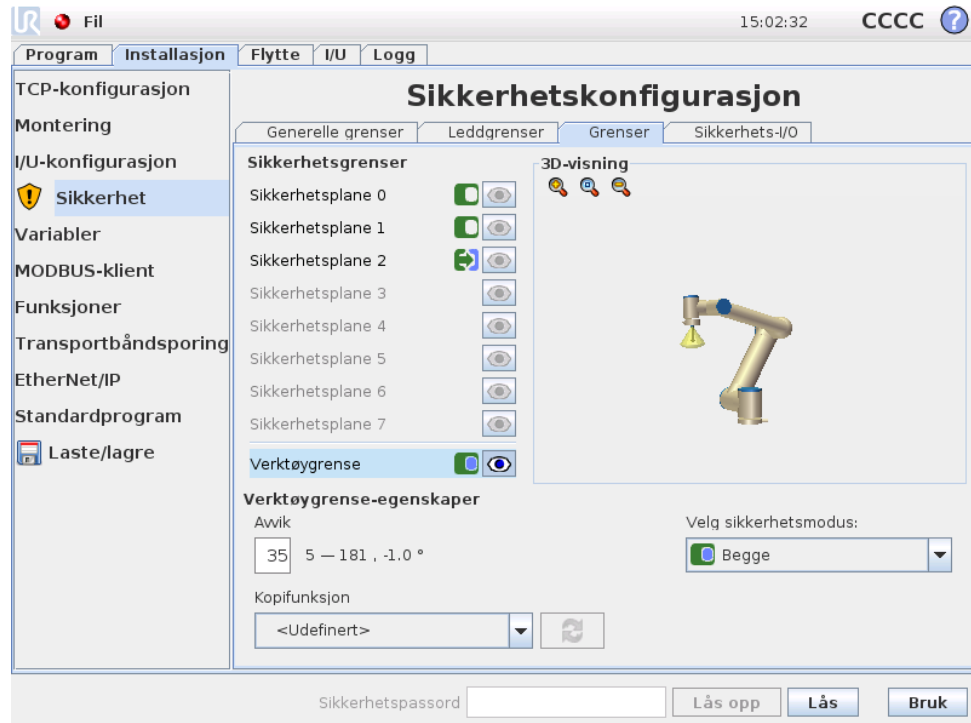 UR Fil 15:02:32 CCCC ?
Program Installasjon Flytte I/U Logg
TCP-konfigurasjon
Montering
I/U-konfigurasjon
Sikkerhet
Variabler
MODBUS-klient
Funksjoner
Transportbåndsporing
EtherNet/IP
Standardprogram
Laste/lagre
Sikkerhetskonfigurasjon
Generelle grenser Leddgrenser Grenser Sikkerhets-I/O
Sikkerhetsgrenser
Sikkerhetsplane 0
Sikkerhetsplane 1
Sikkerhetsplane 2
Sikkerhetsplane 3
Sikkerhetsplane 4
Sikkerhetsplane 5
Sikkerhetsplane 6
Sikkerhetsplane 7
Verktøygrense
3D-visning
Verktøygrense-egenskaper
Avvik
35 5 — 181 , -1.0 °
Velg sikkerhetsmodus:
Begge
Kopifunksjon
<Udefinert>
Sikkerhetspassord Lås opp Lås Bruk